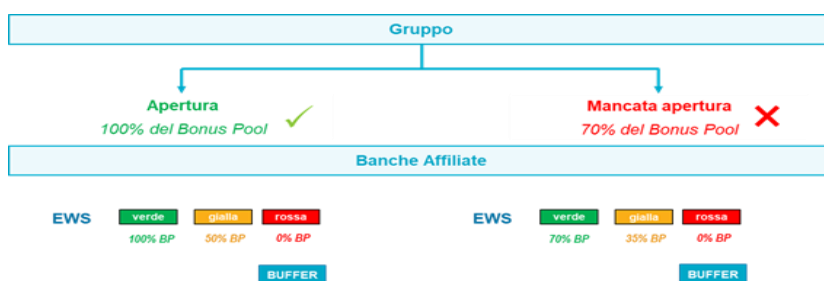 Gruppo
Apertura
100% del Bonus Pool
Mancata apertura
70% del Bonus Pool
Banche Affiliate
EWS verde gialla rossa
100% BP 50% BP 0% BP
BUFFER
EWS verde gialla rossa
70% BP 35% BP 0% BP
BUFFER